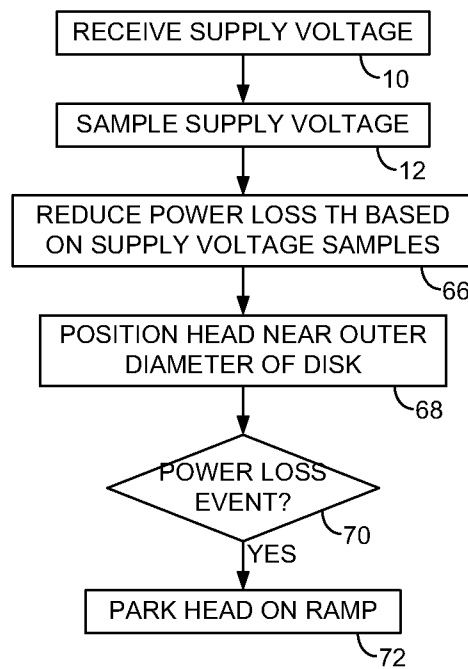 RECEIVE SUPPLY VOLTAGE
10
SAMPLE SUPPLY VOLTAGE
12
REDUCE POWER LOSS TH BASED
ON SUPPLY VOLTAGE SAMPLES
66
POSITION HEAD NEAR OUTER
DIAMETER OF DISK
68
POWER LOSS
EVENT?
70
YES
PARK HEAD ON RAMP
72